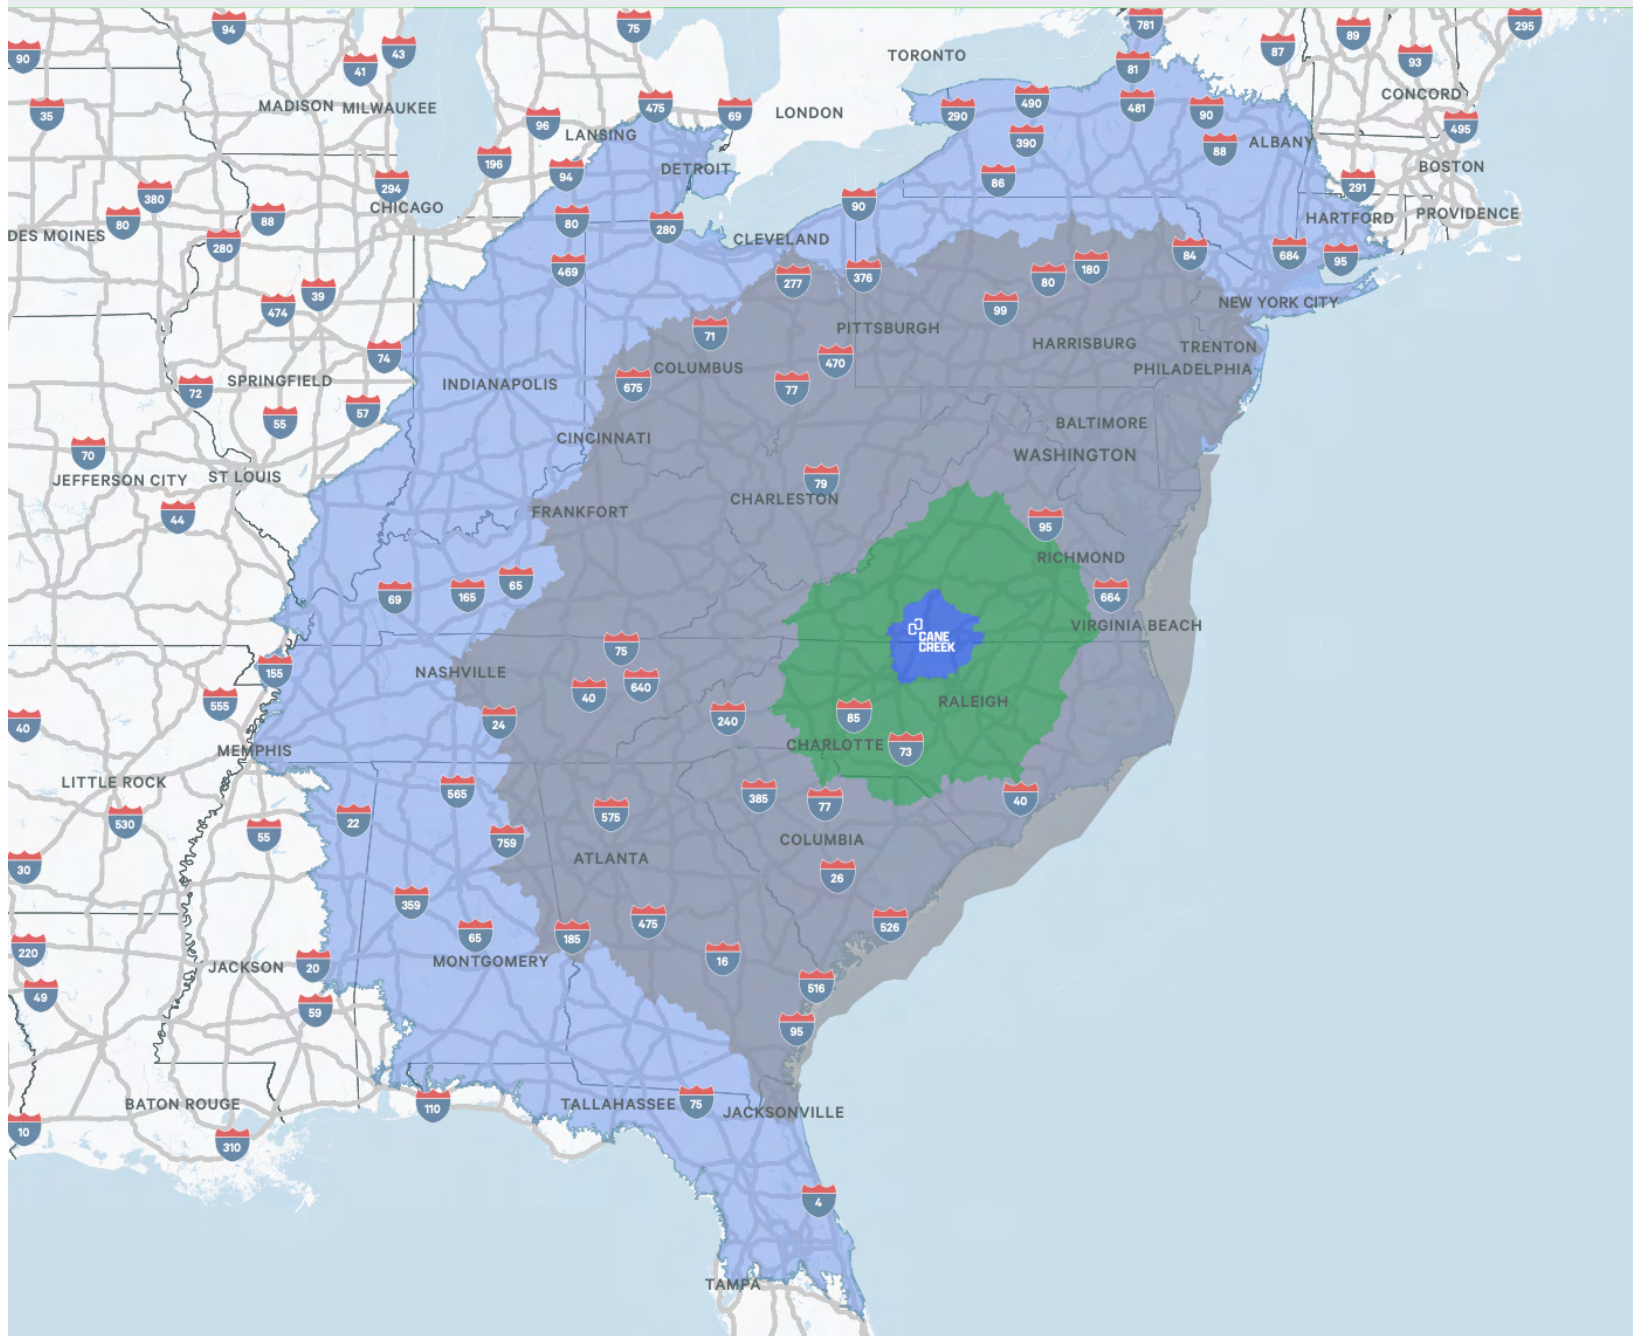 781
295
94
75
89
87
43
90
93
TORONTO
81
41
CONCORD
MADISON MILWAUKEE
475
490
481
35
69
LONDON
290
90
96
495
LANSING
390
ALBANY
88
196
BOSTON
DETROIT
94
86
294
291
380
CHICAGO
90
88
80
80
HARTFORD
PROVIDENCE
280
DES MOINES
280
CLEVELAND
84
684
95
469
376
180
277
80
39
NEW YORK CITY
474
99
71
PITTSBURGH
HARRISBURG
TRENTON
74
470
COLUMBUS
PHILADELPHIA
SPRINGFIELD
INDIANAPOLIS
675
77
72
57
55
BALTIMORE
CINCINNATI
70
WASHINGTON
ST LOUIS
JEFFERSON CITY
79
CHARLESTON
FRANKFORT
44
95
RICHMOND
65
69
165
664
VIRGINIA BEACH
CANE
CREEK
75
NASHVILLE
155
640
40
RALEIGH
555
85
240
40
24
CHARLOTTE
MEMPHIS
73
LITTLE ROCK
565
385
77
40
575
530
22
55
759
COLUMBIA
ATLANTA
30
26
359
475
526
65
185
220
MONTGOMERY
16
JACKSON
20
516
49
59
95
75
110
BATON ROUGE
TALLAHASSEE
JACKSONVILLE
10
310
4
TAMPA